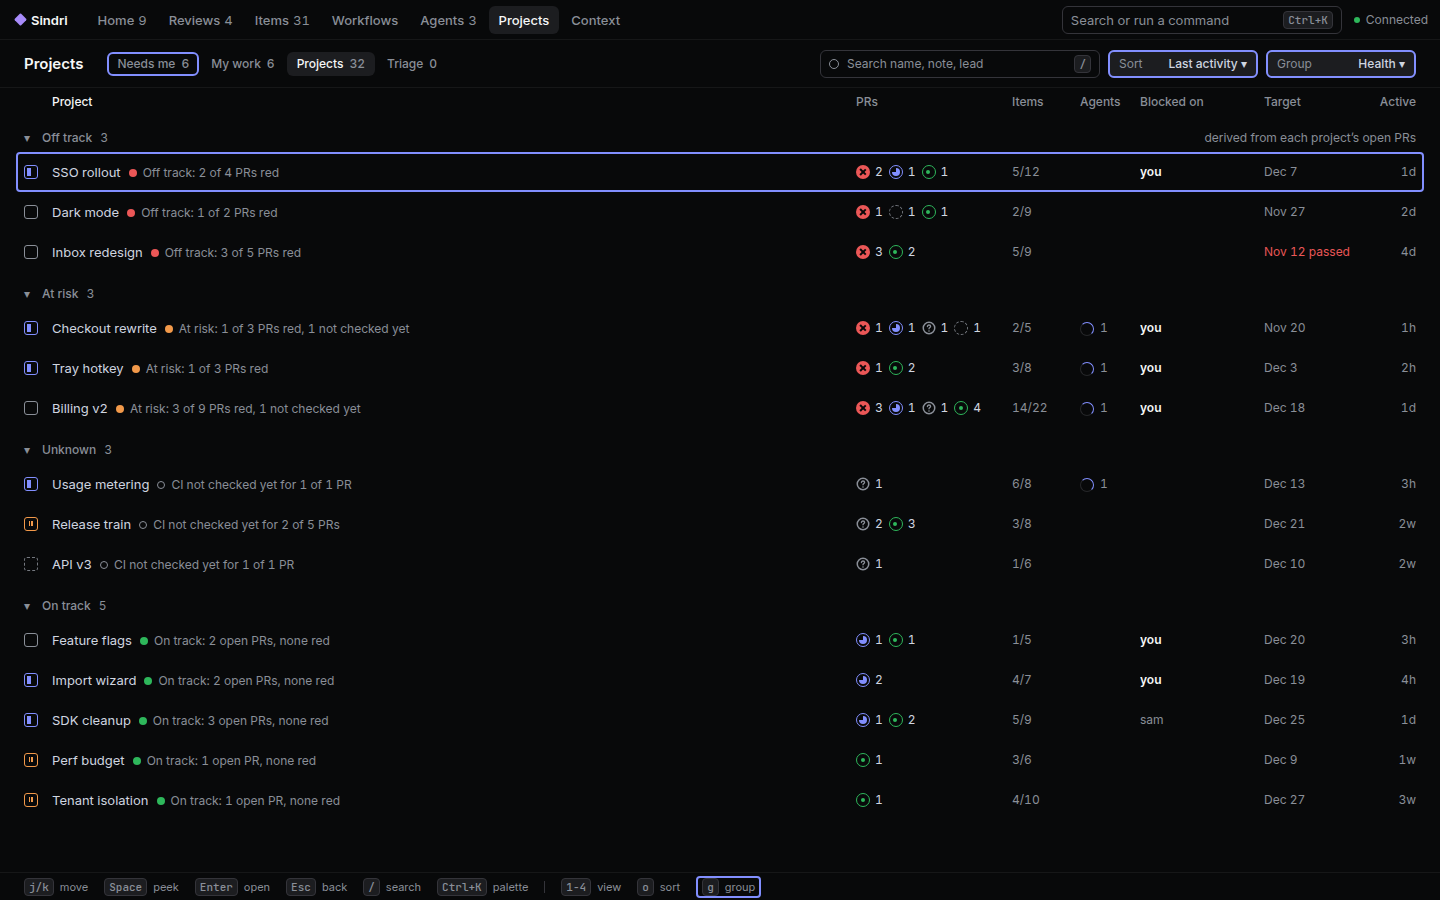 Sindri Home 9 Reviews 4 Items 31 Workflows Agents 3 Projects Context Search or run a command Ctrl+K Connected
Projects Needs me 6 My work 6 Projects 32 Triage 0 Search name, note, lead / Sort Last activity ▾ Group Health ▾
Project PRs Items Agents Blocked on Target Active
▾ Off track 3 derived from each project's open PRs
SSO rollout Off track: 2 of 4 PRs red 2 1 1 5/12 you Dec 7 1d
Dark mode Off track: 1 of 2 PRs red 1 1 1 2/9 Nov 27 2d
Inbox redesign Off track: 3 of 5 PRs red 3 2 5/9 Nov 12 passed 4d
▾ At risk 3
Checkout rewrite At risk: 1 of 3 PRs red, 1 not checked yet 1 1 1 1 2/5 1 you Nov 20 1h
Tray hotkey At risk: 1 of 3 PRs red 1 2 3/8 1 you Dec 3 2h
Billing v2 At risk: 3 of 9 PRs red, 1 not checked yet 3 1 1 4 14/22 1 you Dec 18 1d
▾ Unknown 3
Usage metering CI not checked yet for 1 of 1 PR 1 6/8 1 Dec 13 3h
Release train CI not checked yet for 2 of 5 PRs 2 3 3/8 Dec 21 2w
API v3 CI not checked yet for 1 of 1 PR 1 1/6 Dec 10 2w
▾ On track 5
Feature flags On track: 2 open PRs, none red 1 1 1/5 you Dec 20 3h
Import wizard On track: 2 open PRs, none red 2 4/7 you Dec 19 4h
SDK cleanup On track: 3 open PRs, none red 1 2 5/9 sam Dec 25 1d
Perf budget On track: 1 open PR, none red 1 3/6 Dec 9 1w
Tenant isolation On track: 1 open PR, none red 1 4/10 Dec 27 3w
j/k move Space peek Enter open Esc back / search Ctrl+K palette 1-4 view o sort g group